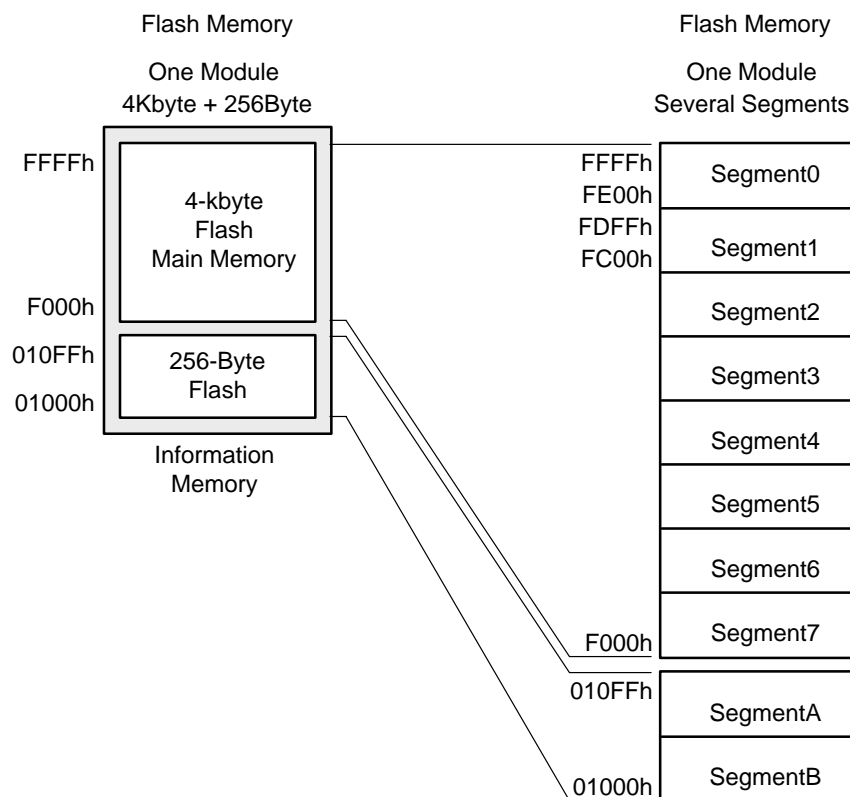 Flash Memory
One Module
4Kbyte + 256Byte
FFFFh
4-kbyte
Flash
Main Memory
F000h
010FFh
256-Byte
Flash
01000h
Information
Memory
Flash Memory
One Module
Several Segments
FFFFh
Segment0
FE00h
FDFFh
Segment1
FC00h
Segment2
Segment3
Segment4
Segment5
Segment6
Segment7
F000h
010FFh
SegmentA
SegmentB
01000h